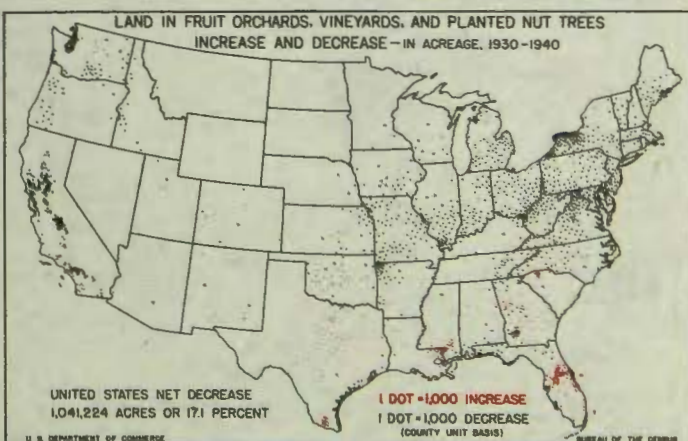 LAND IN FRUIT ORCHARDS, VINEYARDS, AND PLANTED NUT TREES
INCREASE AND DECREASE — IN ACREAGE, 1930-1940
UNITED STATES NET DECREASE
1,041,224 ACRES OR 17.1 PERCENT
1 DOT = 1,000 INCREASE
1 DOT = 1,000 DECREASE
(COUNTY UNIT BASIS)
U. S. DEPARTMENT OF COMMERCE
BUREAU OF THE CENSUS